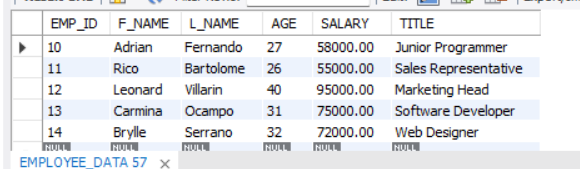 EMP_ID F_NAME L_NAME AGE SALARY TITLE
10 Adrian Fernando 27 58000.00 Junior Programmer
11 Rico Bartolome 26 55000.00 Sales Representative
12 Leonard Villarin 40 95000.00 Marketing Head
13 Carmina Ocampo 31 75000.00 Software Developer
14 Brylle Serrano 32 72000.00 Web Designer
NULL NULL NULL NULL NULL NULL
EMPLOYEE_DATA 57 ×